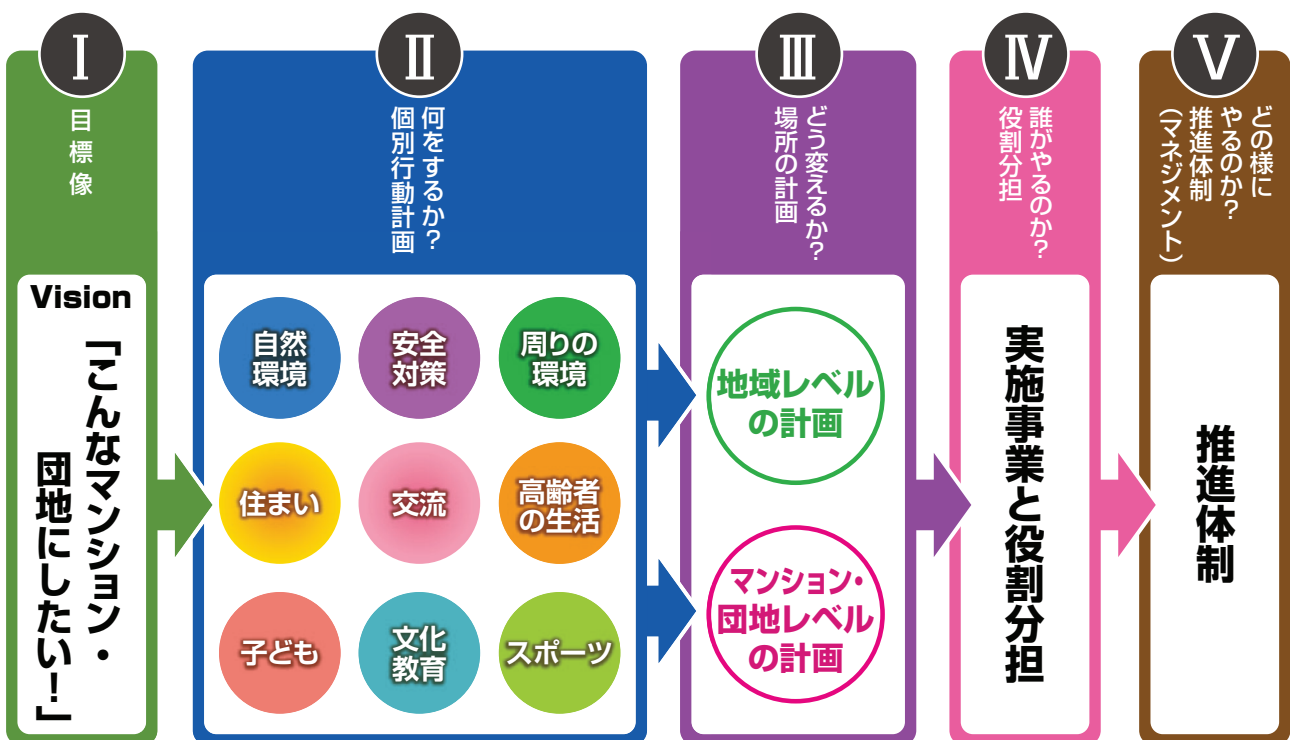 Ⅰ
目標像
Vision
「こんなマンション・
団地にしたい!」
Ⅱ
何をするか?
個別行動計画
自然
環境
安全
対策
周りの
環境
住まい
交流
高齢者
の生活
子ども
文化
教育
スポーツ
Ⅲ
どう変えるか?
場所の計画
地域レベル
の計画
マンション・
団地レベル
の計画
Ⅳ
誰がやるのか?
役割分担
実施事業と役割分担
Ⅴ
どの様に
やるのか?
推進体制
(マネジメント)
推進体制